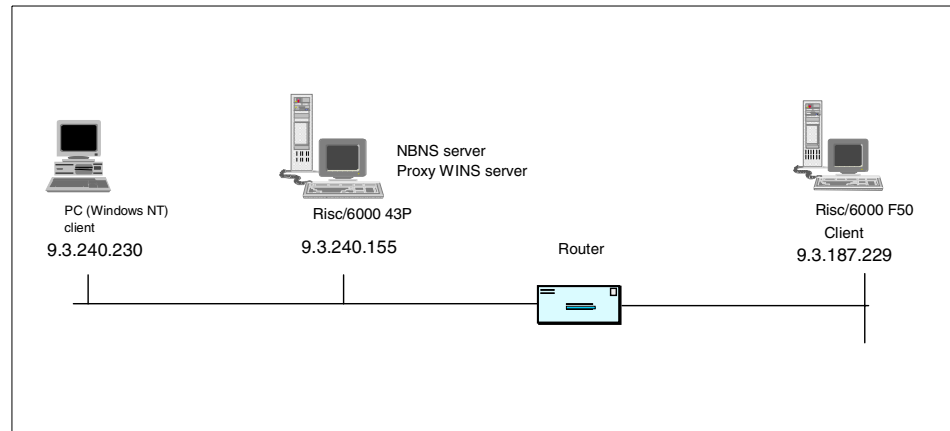 NBNS server
Proxy WINS server
PC (Windows NT)
client
9.3.240.230
Risc/6000 43P
9.3.240.155
Router
Risc/6000 F50
Client
9.3.187.229